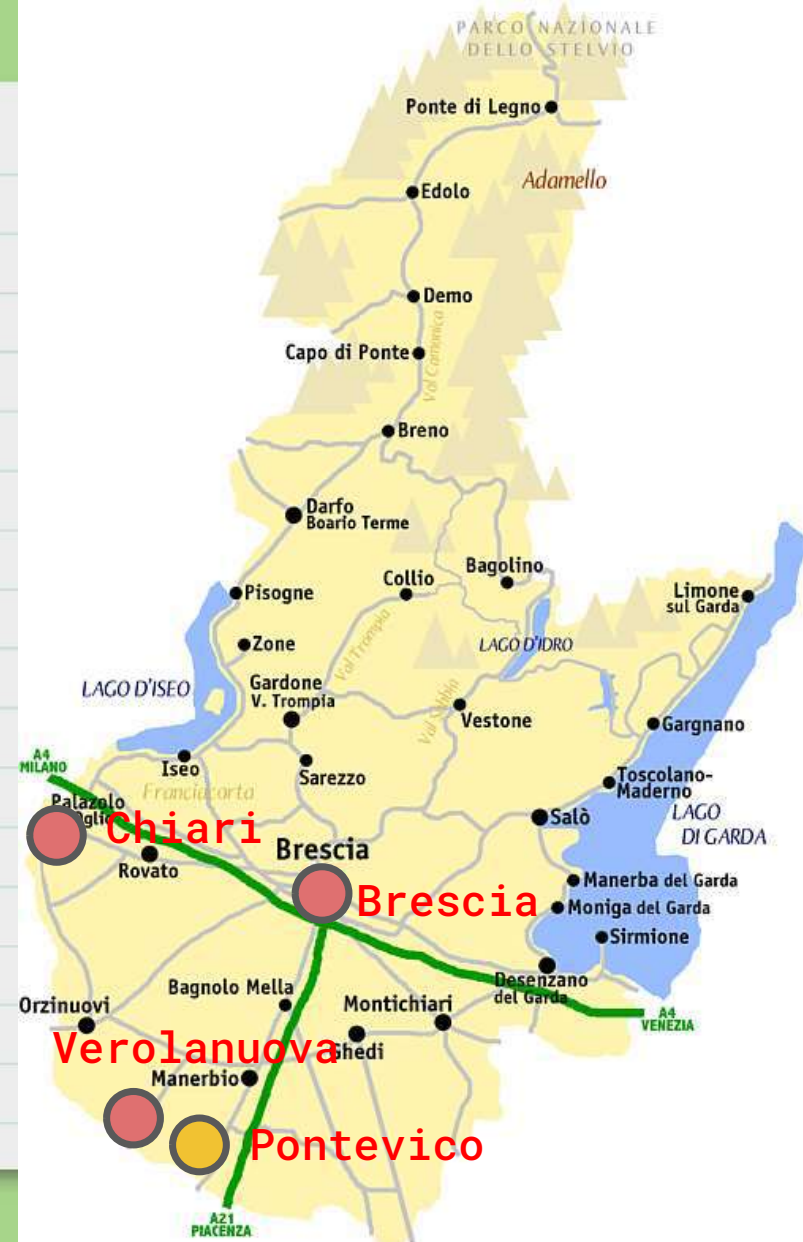 PARCO NAZIONALE
DELLO STELVIO
Ponte di Legno
Adamello
Edolo
Demo
Val Camonica
Capo di Ponte
Breno
Darfo
Boario Terme
Bagolino
Collio
Pisogne
Limone
sul Garda
Val Trompia
Zone
LAGO D'IDRO
Gardone
V. Trompia
LAGO D'ISEO
Val Sabbia
Vestone
Gargnano
A4
MILANO
Iseo
Sarezzo
Toscolano-
Maderno
Franciacorta
Palazolo
Oglio
Chiari
LAGO
DI GARDA
Salò
Rovato
Brescia
Manerba del Garda
Brescia
Moniga del Garda
Sirmione
Desenzano
del Garda
Bagnolo Mella
Orzinuovi
Montichiari
A4
VENEZIA
Verolanuova
Ghedi
Manerbio
Pontevico
A21
PIACENZA